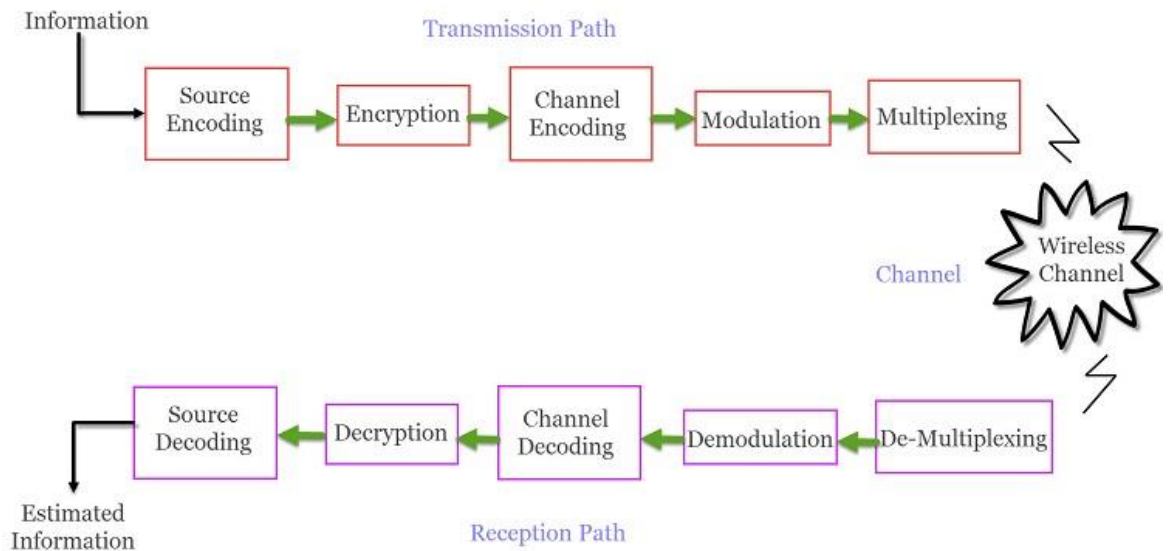 Information
Transmission Path
Source
Encoding
Encryption
Channel
Encoding
Modulation
Multiplexing
Wireless
Channel
Channel
Source
Decoding
Decryption
Channel
Decoding
Demodulation
De-Multiplexing
Estimated
Information
Reception Path